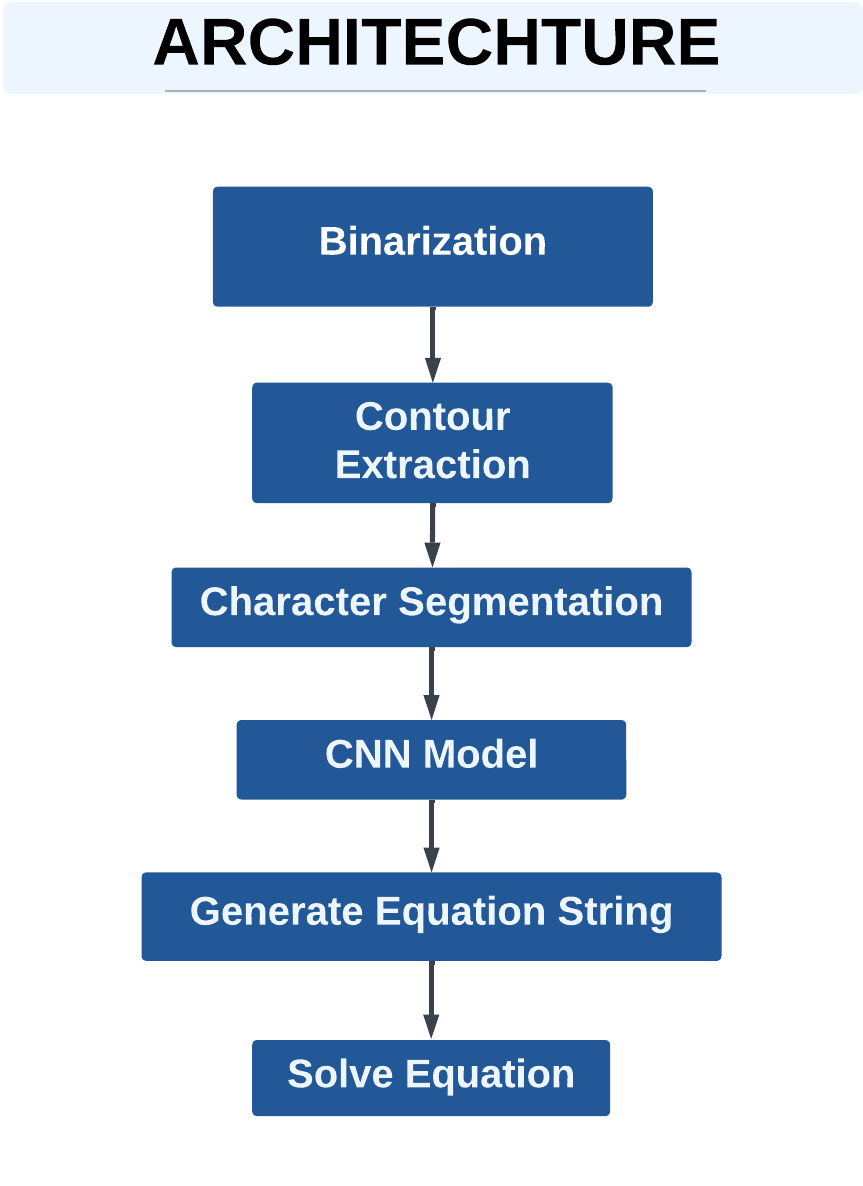 ARCHITECHTURE
Binarization
Contour
Extraction
Character Segmentation
CNN Model
Generate Equation String
Solve Equation